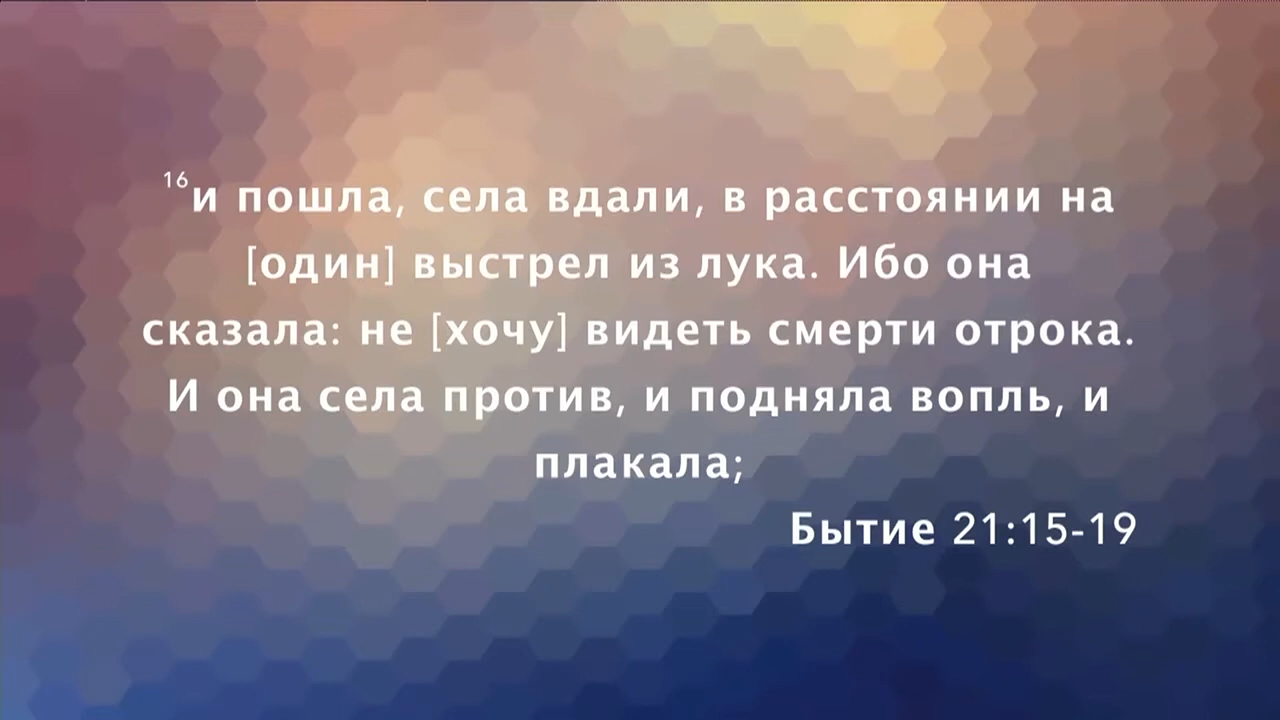 16и пошла, села вдали, в расстоянии на
[один] выстрел из лука. Ибо она
сказала: не [хочу] видеть смерти отрока.
И она села против, и подняла вопль, и
плакала;
Бытие 21:15-19